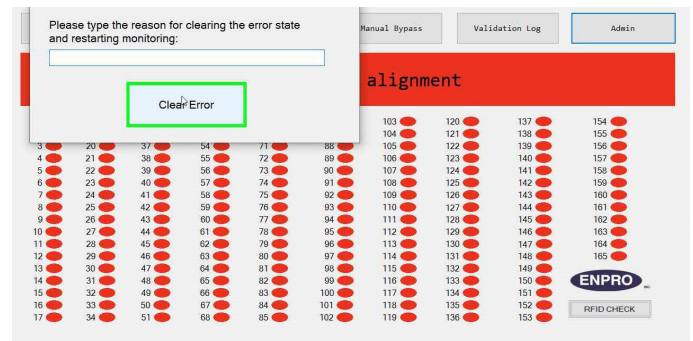 Please type the reason for clearing the error state
and restarting monitoring:
Manual Bypass Validation Log Admin
Clear Error
alignment
103 120 137 154
104 121 138 155
3 20 37 54 71 88 105 122 139 156
4 21 38 55 72 89 106 123 140 157
5 22 39 56 73 90 107 124 141 158
6 23 40 57 74 91 108 125 142 159
7 24 41 58 75 92 109 126 143 160
8 25 42 59 76 93 110 127 144 161
9 26 43 60 77 94 111 128 145 162
10 27 44 61 78 95 112 129 146 163
11 28 45 62 79 96 113 130 147 164
12 29 46 63 80 97 114 131 148 165
13 30 47 64 81 98 115 132 149
14 31 48 65 82 99 116 133 150 ENPRO
15 32 49 66 83 100 117 134 151
16 33 50 67 84 101 118 135 152 RFID CHECK
17 34 51 68 85 102 119 136 153